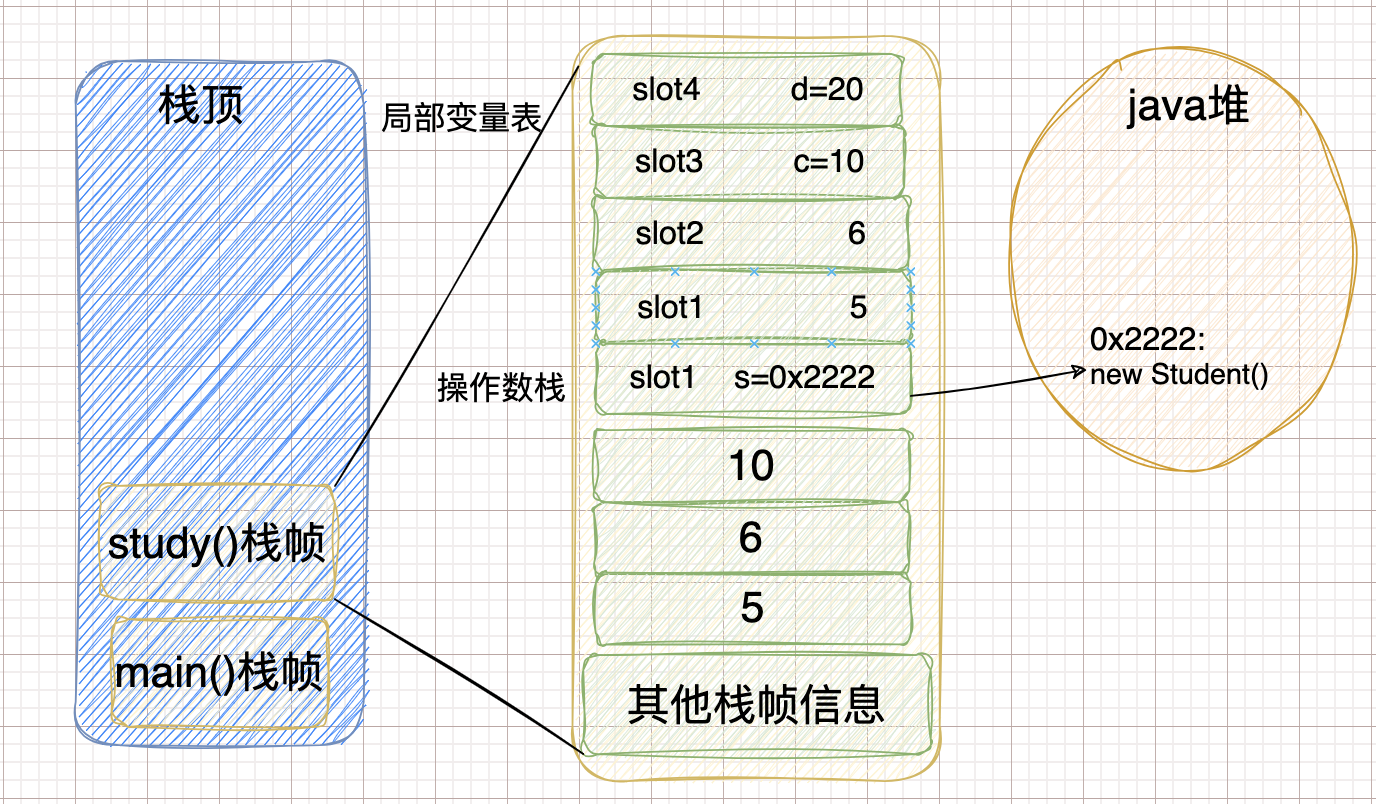 栈顶
study()栈帧
main()栈帧
局部变量表
操作数栈
slot4 d=20
slot3 c=10
slot2 6
slot1 5
slot1 s=0x2222
10
6
5
其他栈帧信息
java堆
0x2222:
new Student()